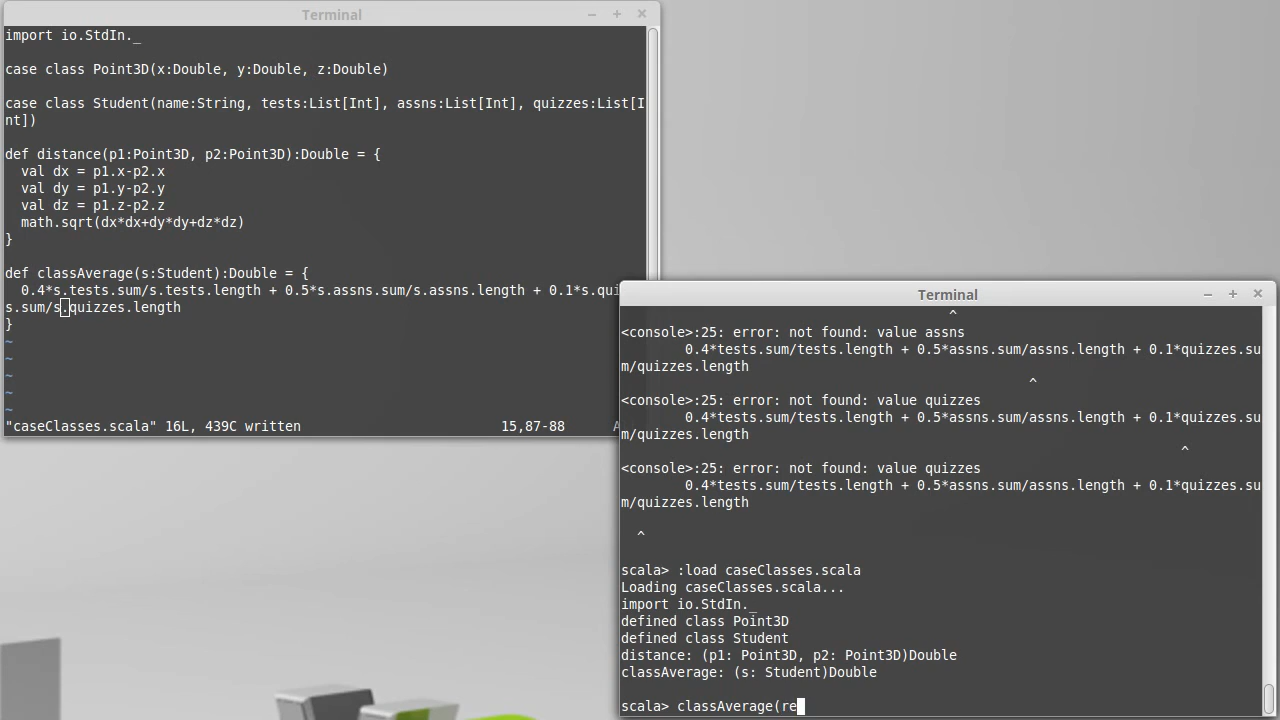 Terminal
import io.StdIn._
case class Point3D(x:Double, y:Double, z:Double)
case class Student(name:String, tests:List[Int], assns:List[Int], quizzes:List[I
nt])
def distance(p1:Point3D, p2:Point3D):Double = {
  val dx = p1.x-p2.x
  val dy = p1.y-p2.y
  val dz = p1.z-p2.z
  math.sqrt(dx*dx+dy*dy+dz*dz)
}
def classAverage(s:Student):Double = {
  0.4*s.tests.sum/s.tests.length + 0.5*s.assns.sum/s.assns.length + 0.1*s.qui
s.sum/s.quizzes.length
}
~
~
~
~
~
"caseClasses.scala" 16L, 439C written 15,87-88
Terminal
^
<console>:25: error: not found: value assns
        0.4*tests.sum/tests.length + 0.5*assns.sum/assns.length + 0.1*quizzes.su
m/quizzes.length
^
<console>:25: error: not found: value quizzes
        0.4*tests.sum/tests.length + 0.5*assns.sum/assns.length + 0.1*quizzes.su
m/quizzes.length
^
<console>:25: error: not found: value quizzes
        0.4*tests.sum/tests.length + 0.5*assns.sum/assns.length + 0.1*quizzes.su
m/quizzes.length
^
scala> :load caseClasses.scala
Loading caseClasses.scala...
import io.StdIn._
defined class Point3D
defined class Student
distance: (p1: Point3D, p2: Point3D)Double
classAverage: (s: Student)Double
scala> classAverage(re